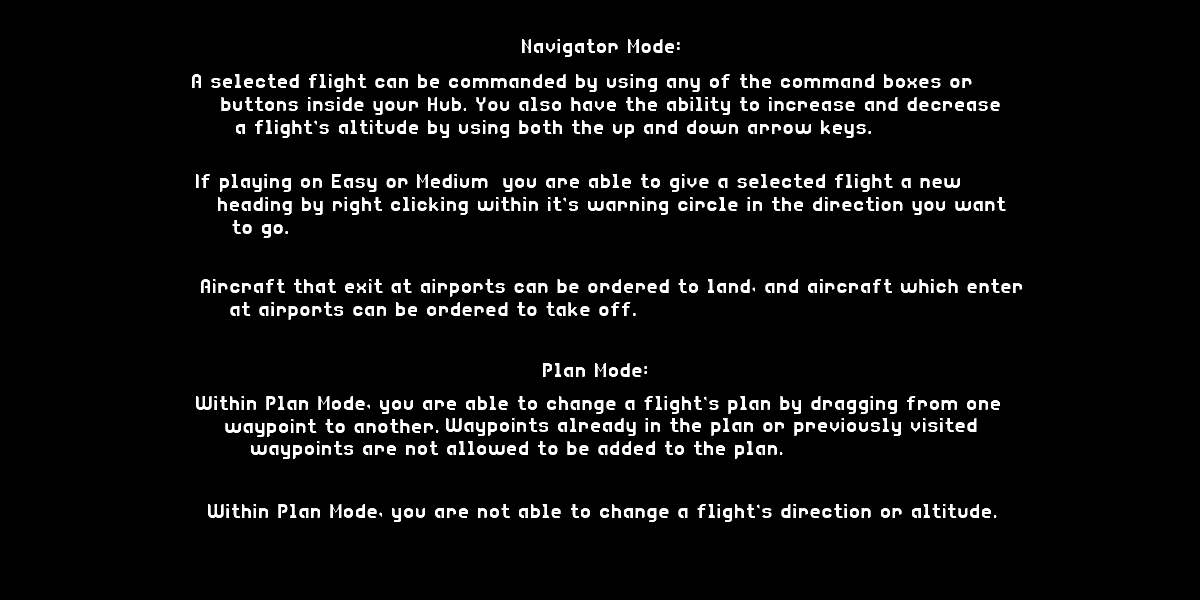 Navigator Mode:
A selected flight can be commanded by using any of the command boxes or
buttons inside your Hub. You also have the ability to increase and decrease
a flight's altitude by using both the up and down arrow keys.
If playing on Easy or Medium  you are able to give a selected flight a new
heading by right clicking within it's warning circle in the direction you want
to go.
Aircraft that exit at airports can be ordered to land, and aircraft which enter
at airports can be ordered to take off.
Plan Mode:
Within Plan Mode, you are able to change a flight's plan by dragging from one
waypoint to another. Waypoints already in the plan or previously visited
waypoints are not allowed to be added to the plan.
Within Plan Mode, you are not able to change a flight's direction or altitude.